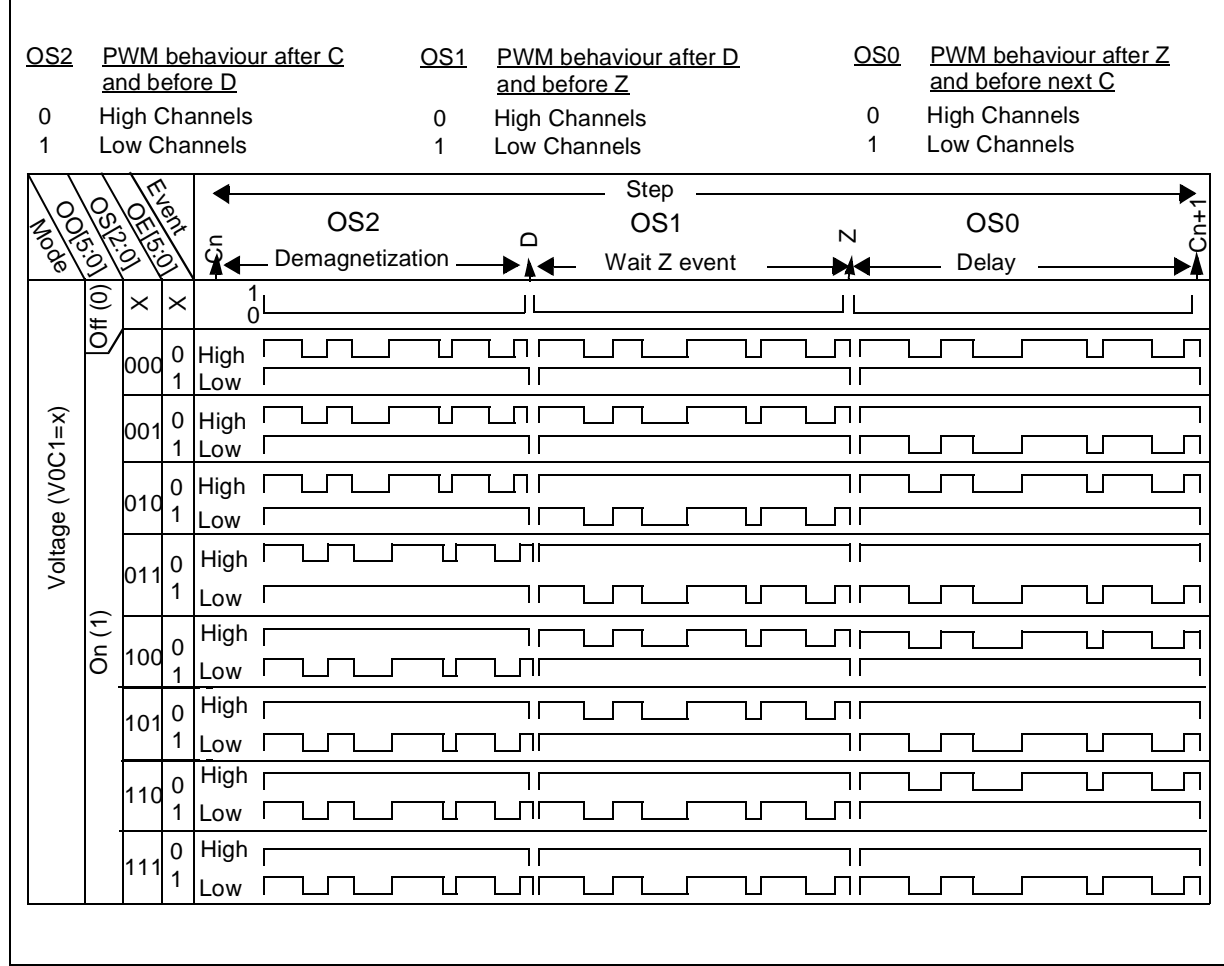 OS2 PWM behaviour after C and before D
0 High Channels
1 Low Channels
OS1 PWM behaviour after D and before Z
0 High Channels
1 Low Channels
OS0 PWM behaviour after Z and before next C
0 High Channels
1 Low Channels
Mode
OO[5:0]
OS[2:0]
OE[5:0]
Event
Step
Cn
OS2
Demagnetization
D
OS1
Wait Z event
Z
OS0
Delay
Cn+1
Voltage (V0C1=x)
Off (0)
X
X
1
0
On (1)
000
0 High
1 Low
001
0 High
1 Low
010
0 High
1 Low
011
0 High
1 Low
100
0 High
1 Low
101
0 High
1 Low
110
0 High
1 Low
111
0 High
1 Low